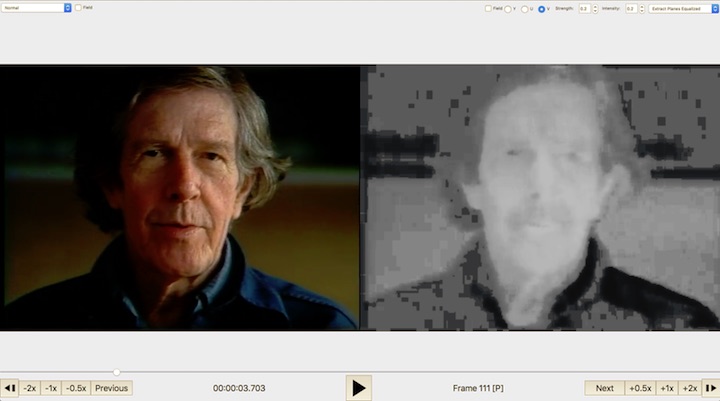 Normal Field Field Y U V Strength: 0.2 Intensity: 0.2 Extract Planes Equalized
-2x -1x -0.5x Previous 00:00:03.703 Frame 111 [P] Next +0.5x +1x +2x